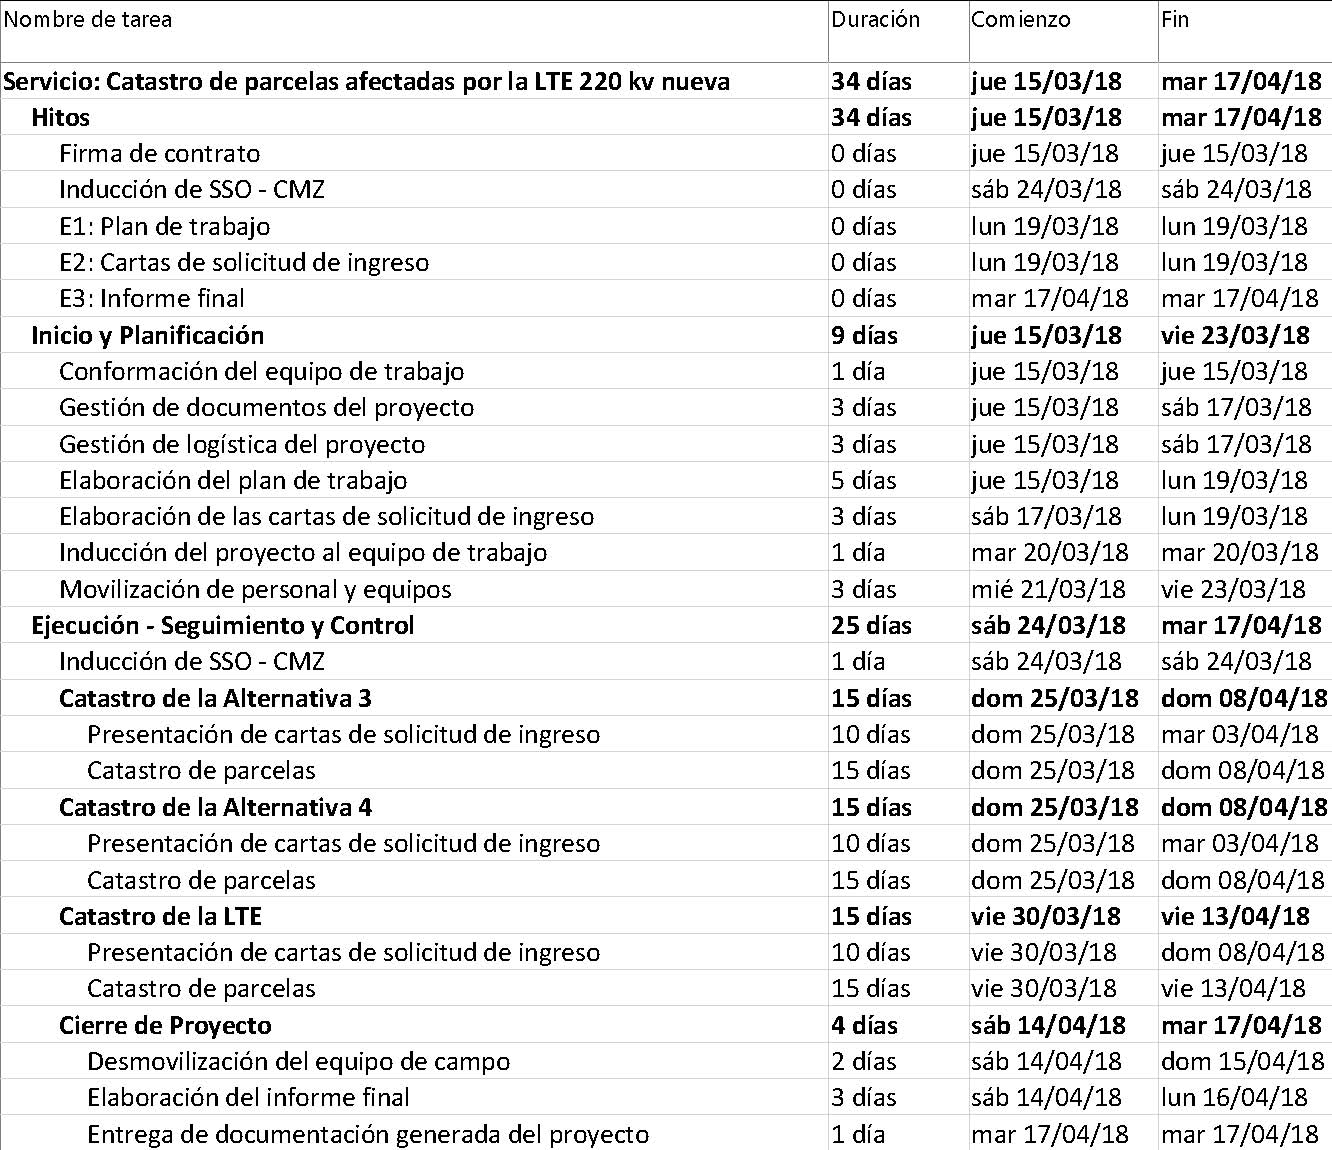 Nombre de tarea Duración Comienzo Fin
Servicio: Catastro de parcelas afectadas por la LTE 220 kv nueva 34 días jue 15/03/18 mar 17/04/18
Hitos 34 días jue 15/03/18 mar 17/04/18
Firma de contrato 0 días jue 15/03/18 jue 15/03/18
Inducción de SSO - CMZ 0 días sáb 24/03/18 sáb 24/03/18
E1: Plan de trabajo 0 días lun 19/03/18 lun 19/03/18
E2: Cartas de solicitud de ingreso 0 días lun 19/03/18 lun 19/03/18
E3: Informe final 0 días mar 17/04/18 mar 17/04/18
Inicio y Planificación 9 días jue 15/03/18 vie 23/03/18
Conformación del equipo de trabajo 1 día jue 15/03/18 jue 15/03/18
Gestión de documentos del proyecto 3 días jue 15/03/18 sáb 17/03/18
Gestión de logística del proyecto 3 días jue 15/03/18 sáb 17/03/18
Elaboración del plan de trabajo 5 días jue 15/03/18 lun 19/03/18
Elaboración de las cartas de solicitud de ingreso 3 días sáb 17/03/18 lun 19/03/18
Inducción del proyecto al equipo de trabajo 1 día mar 20/03/18 mar 20/03/18
Movilización de personal y equipos 3 días mié 21/03/18 vie 23/03/18
Ejecución - Seguimiento y Control 25 días sáb 24/03/18 mar 17/04/18
Inducción de SSO - CMZ 1 día sáb 24/03/18 sáb 24/03/18
Catastro de la Alternativa 3 15 días dom 25/03/18 dom 08/04/18
Presentación de cartas de solicitud de ingreso 10 días dom 25/03/18 mar 03/04/18
Catastro de parcelas 15 días dom 25/03/18 dom 08/04/18
Catastro de la Alternativa 4 15 días dom 25/03/18 dom 08/04/18
Presentación de cartas de solicitud de ingreso 10 días dom 25/03/18 mar 03/04/18
Catastro de parcelas 15 días dom 25/03/18 dom 08/04/18
Catastro de la LTE 15 días vie 30/03/18 vie 13/04/18
Presentación de cartas de solicitud de ingreso 10 días vie 30/03/18 dom 08/04/18
Catastro de parcelas 15 días vie 30/03/18 vie 13/04/18
Cierre de Proyecto 4 días sáb 14/04/18 mar 17/04/18
Desmovilización del equipo de campo 2 días sáb 14/04/18 dom 15/04/18
Elaboración del informe final 3 días sáb 14/04/18 lun 16/04/18
Entrega de documentación generada del proyecto 1 día mar 17/04/18 mar 17/04/18